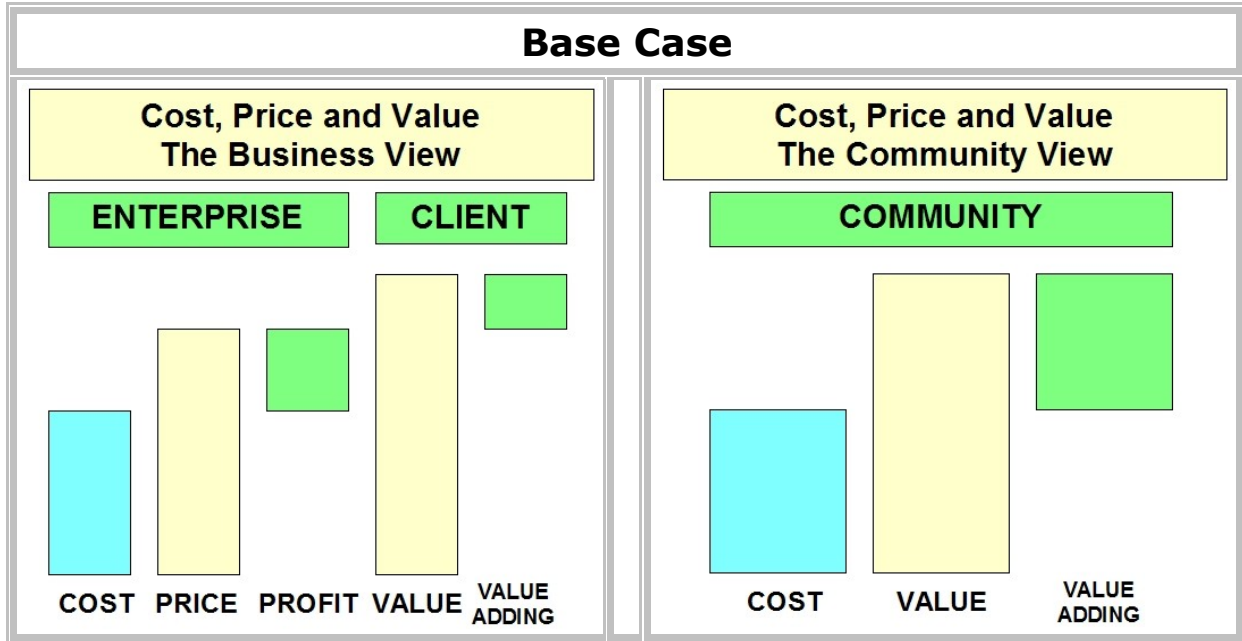 Base Case
Cost, Price and Value
The Business View
ENTERPRISE
CLIENT
COST
PRICE
PROFIT
VALUE
VALUE
ADDING
Cost, Price and Value
The Community View
COMMUNITY
COST
VALUE
VALUE
ADDING